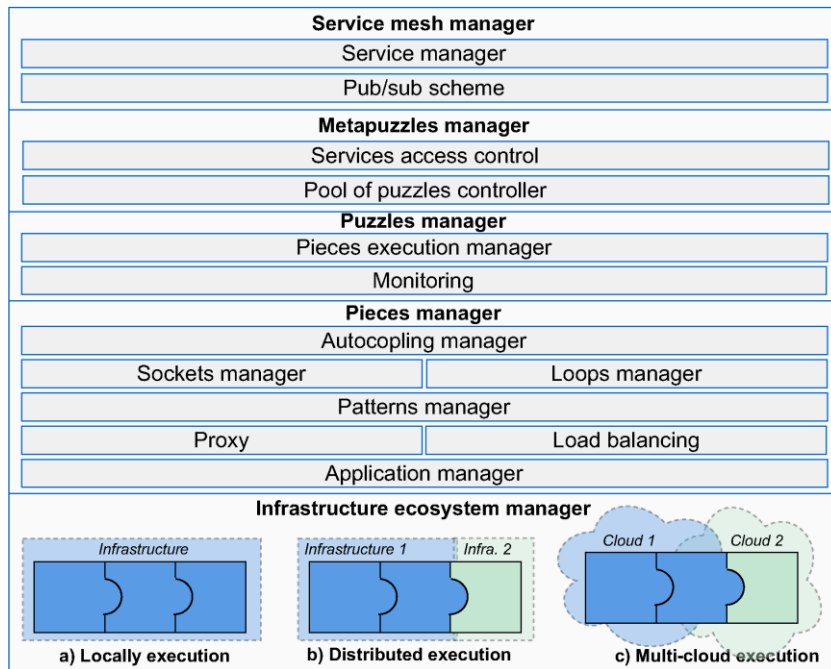 Service mesh manager
Service manager
Pub/sub scheme
Metapuzzles manager
Services access control
Pool of puzzles controller
Puzzles manager
Pieces execution manager
Monitoring
Pieces manager
Autocopling manager
Sockets manager
Loops manager
Patterns manager
Proxy
Load balancing
Application manager
Infrastructure ecosystem manager
Infrastructure
Infrastructure 1
Infra. 2
Cloud 1
Cloud 2
a) Locally execution
b) Distributed execution
c) Multi-cloud execution